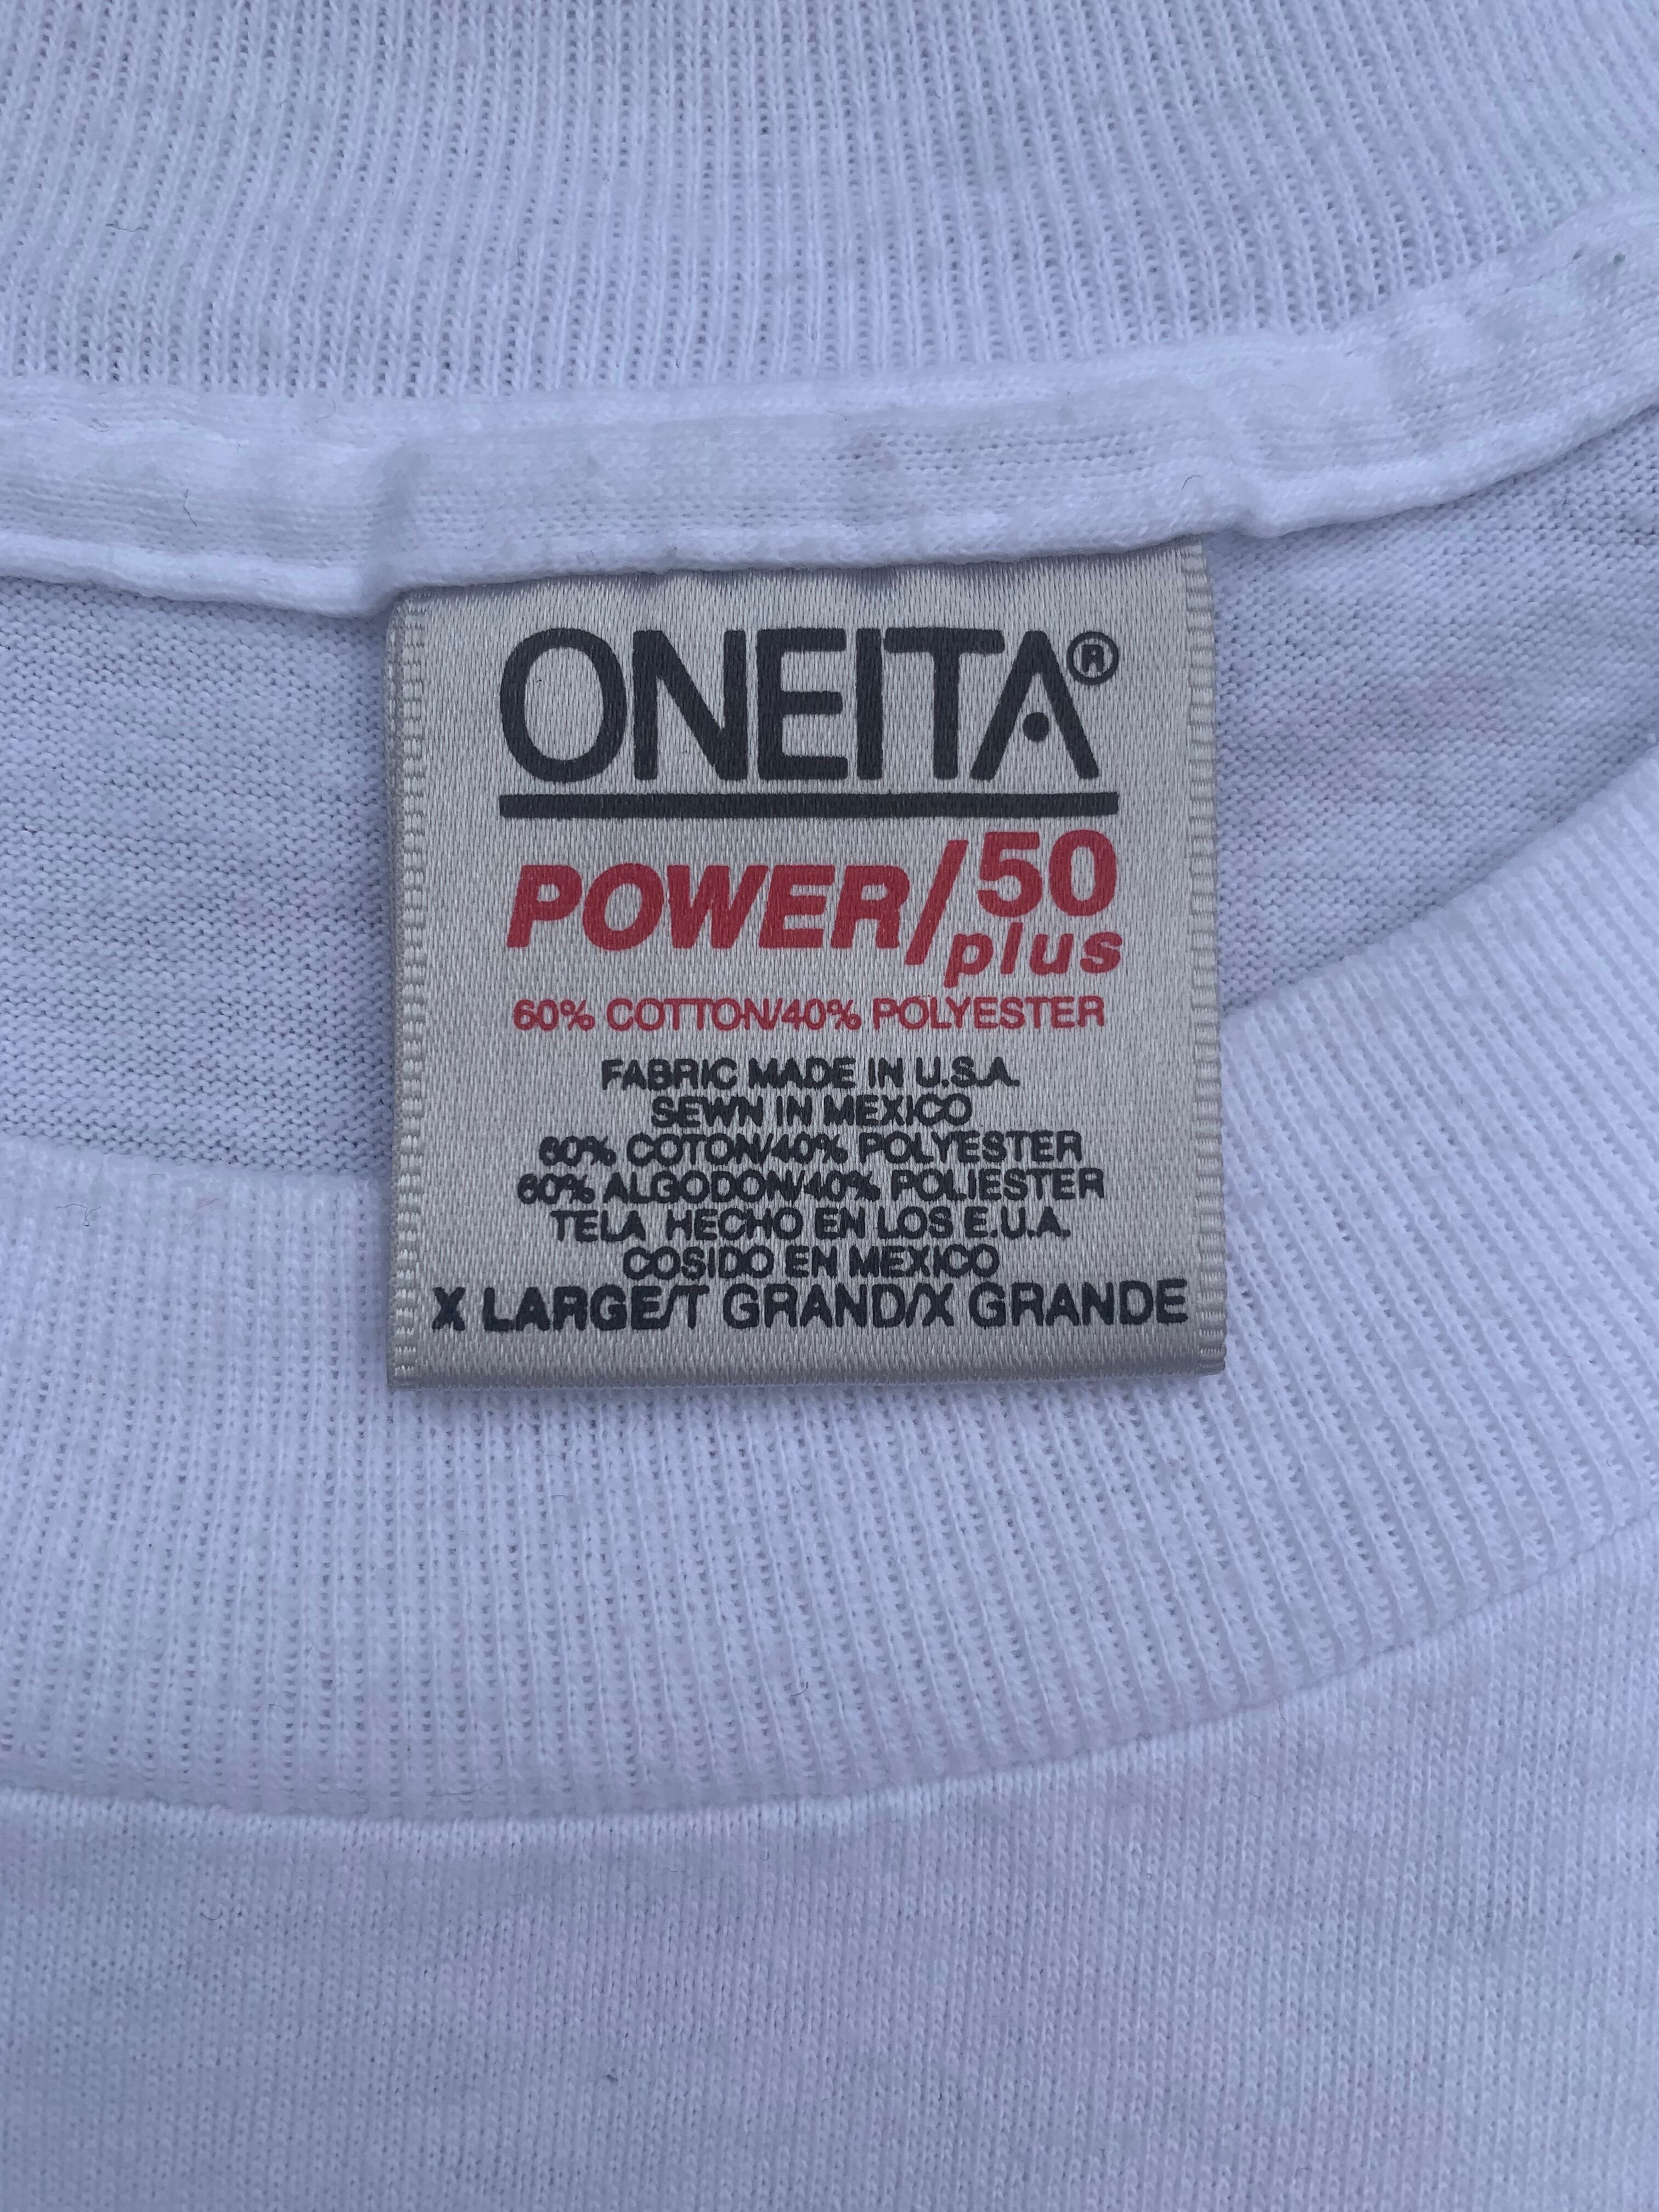 ONEITA®
POWER/50
plus
60% COTTON/40% POLYESTER
FABRIC MADE IN U.S.A.
SEWN IN MEXICO
60% COTON/40% POLYESTER
60% ALGODON/40% POLIESTER
TELA HECHO EN LOS E.U.A.
COSIDO EN MEXICO
X LARGE/T GRAND/X GRANDE